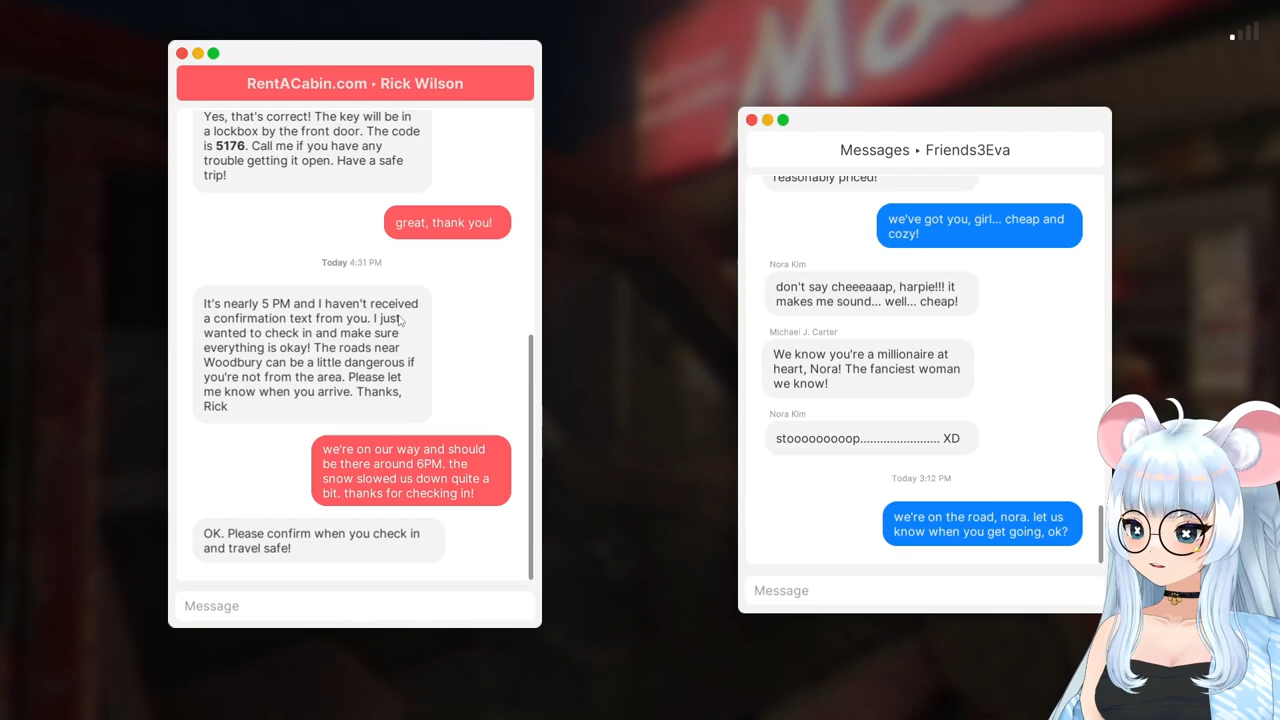 RentACabin.com ▸ Rick Wilson
Yes, that's correct! The key will be in
a lockbox by the front door. The code
is 5176. Call me if you have any
trouble getting it open. Have a safe
trip!
great, thank you!
Today 4:31 PM
It's nearly 5 PM and I haven't received
a confirmation text from you. I just
wanted to check in and make sure
everything is okay! The roads near
Woodbury can be a little dangerous if
you're not from the area. Please let
me know when you arrive. Thanks,
Rick
we're on our way and should
be there around 6PM. the
snow slowed us down quite a
bit. thanks for checking in!
OK. Please confirm when you check in
and travel safe!
Message
Messages ▸ Friends3Eva
reasonably priced!
we've got you, girl... cheap and
cozy!
Nora Kim
don't say cheeeaaap, harpie!!! it
makes me sound... well... cheap!
Michael J. Carter
We know you're a millionaire at
heart, Nora! The fanciest woman
we know!
Nora Kim
stooooooooop....................... XD
Today 3:12 PM
we're on the road, nora. let us
know when you get going, ok?
Message
Mo